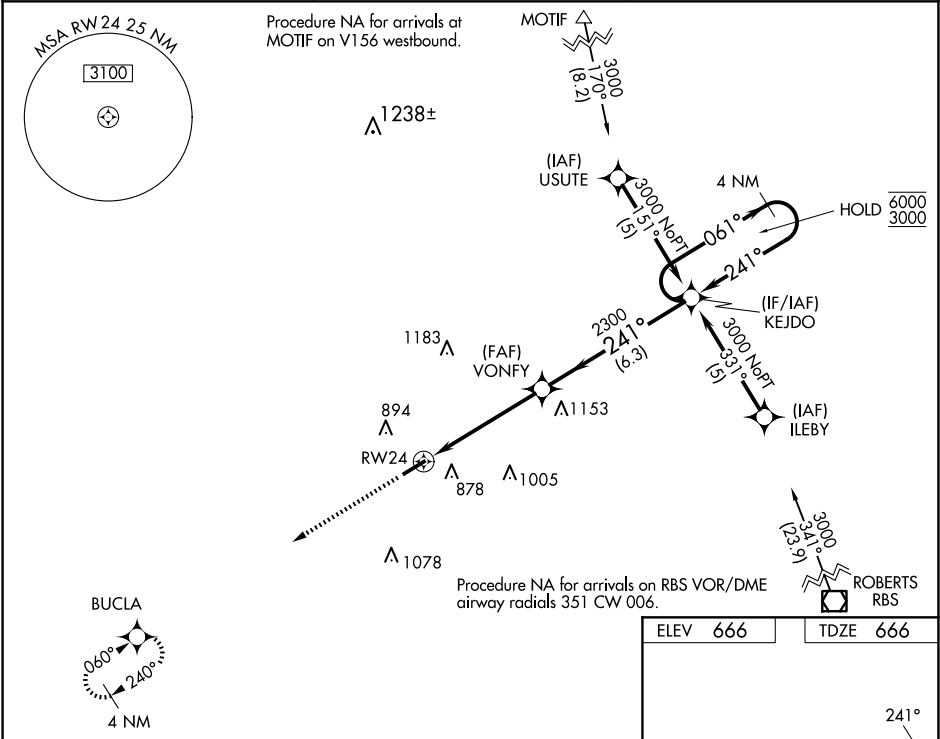 MSA RW 24 25 NM
3100
Procedure NA for arrivals at
MOTIF on V156 westbound.
MOTIF
3000
170°
(8.2)
1238±
(IAF)
USUTE
3000 NoPT
151°
(5)
4 NM
HOLD 6000
3000
061°
241°
(IF/IAF)
KEJDO
2300
241°
(6.3)
3000 NoPT
331°
(5)
1183
(FAF)
VONFY
1153
(IAF)
ILEBY
894
RW24
878
1005
1078
3000
341°
(23.9)
Procedure NA for arrivals on RBS VOR/DME
airway radials 351 CW 006.
ROBERTS
RBS
BUCLA
060°
240°
4 NM
ELEV 666
TDZE 666
241°